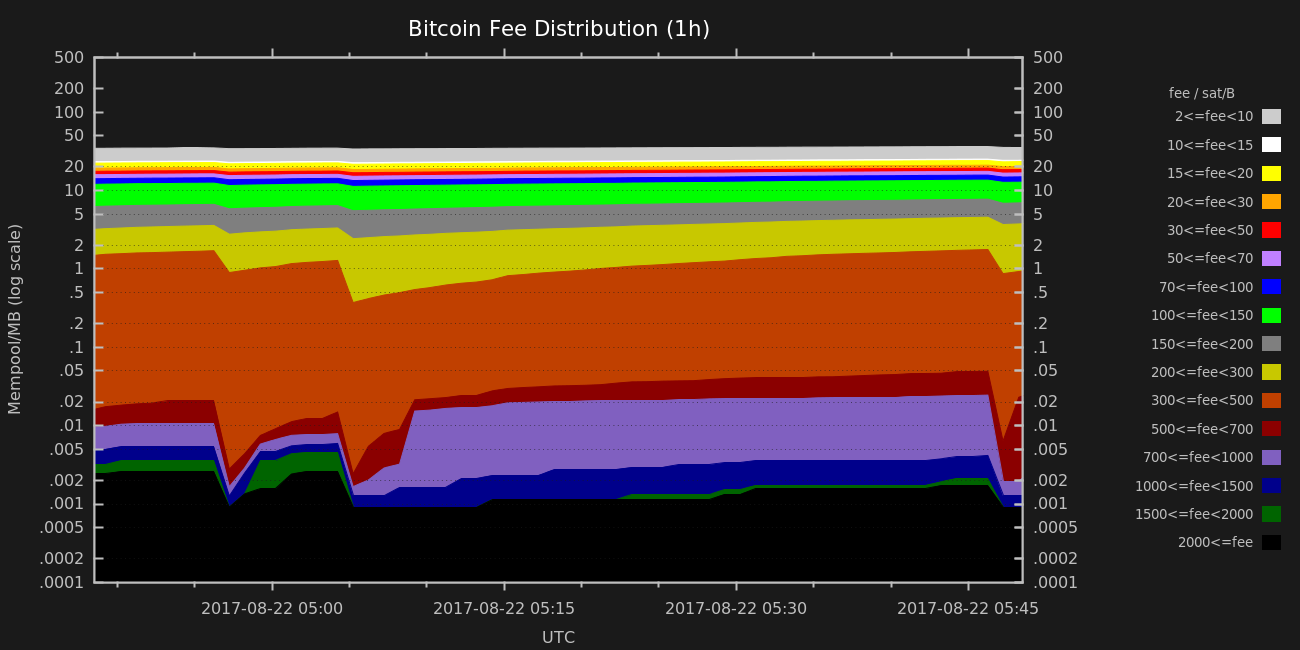 Bitcoin Fee Distribution (1h)
Mempool/MB (log scale)
500
200
100
50
20
10
5
2
1
.5
.2
.1
.05
.02
.01
.005
.002
.001
.0005
.0002
.0001
500
200
100
50
20
10
5
2
1
.5
.2
.1
.05
.02
.01
.005
.002
.001
.0005
.0002
.0001
2017-08-22 05:00 2017-08-22 05:15 2017-08-22 05:30 2017-08-22 05:45
UTC
fee / sat/B
2<=fee<10
10<=fee<15
15<=fee<20
20<=fee<30
30<=fee<50
50<=fee<70
70<=fee<100
100<=fee<150
150<=fee<200
200<=fee<300
300<=fee<500
500<=fee<700
700<=fee<1000
1000<=fee<1500
1500<=fee<2000
2000<=fee